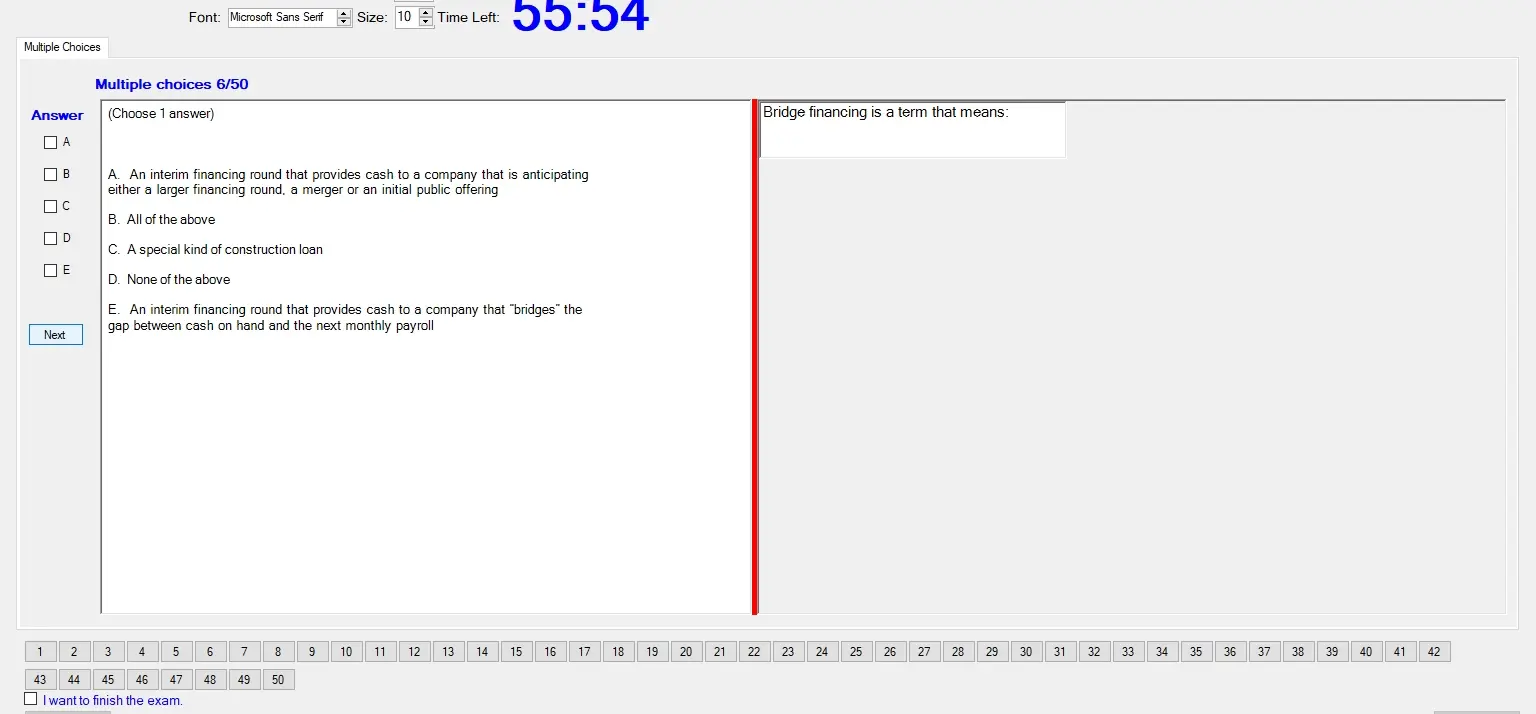 Font: Microsoft Sans Serif Size: 10 Time Left: 55:54
Multiple Choices
Multiple choices 6/50
Answer
A
B
C
D
E
Next
(Choose 1 answer)
A. An interim financing round that provides cash to a company that is anticipating
either a larger financing round, a merger or an initial public offering
B. All of the above
C. A special kind of construction loan
D. None of the above
E. An interim financing round that provides cash to a company that "bridges" the
gap between cash on hand and the next monthly payroll
Bridge financing is a term that means:
1 2 3 4 5 6 7 8 9 10 11 12 13 14 15 16 17 18 19 20 21 22 23 24 25 26 27 28 29 30 31 32 33 34 35 36 37 38 39 40 41 42
43 44 45 46 47 48 49 50
I want to finish the exam.